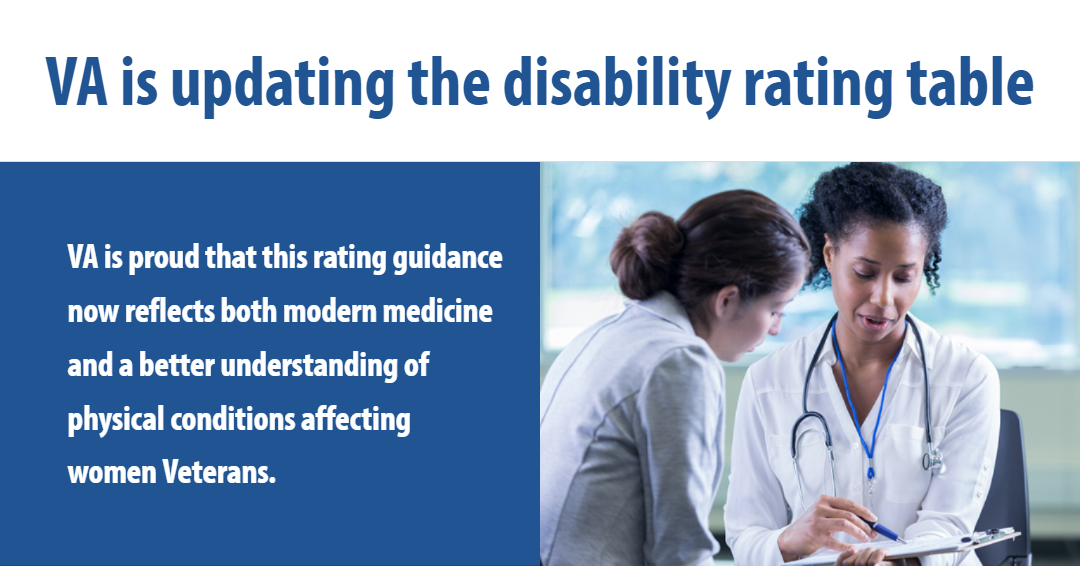 VA is updating the disability rating table
VA is proud that this rating guidance
now reflects both modern medicine
and a better understanding of
physical conditions affecting
women Veterans.